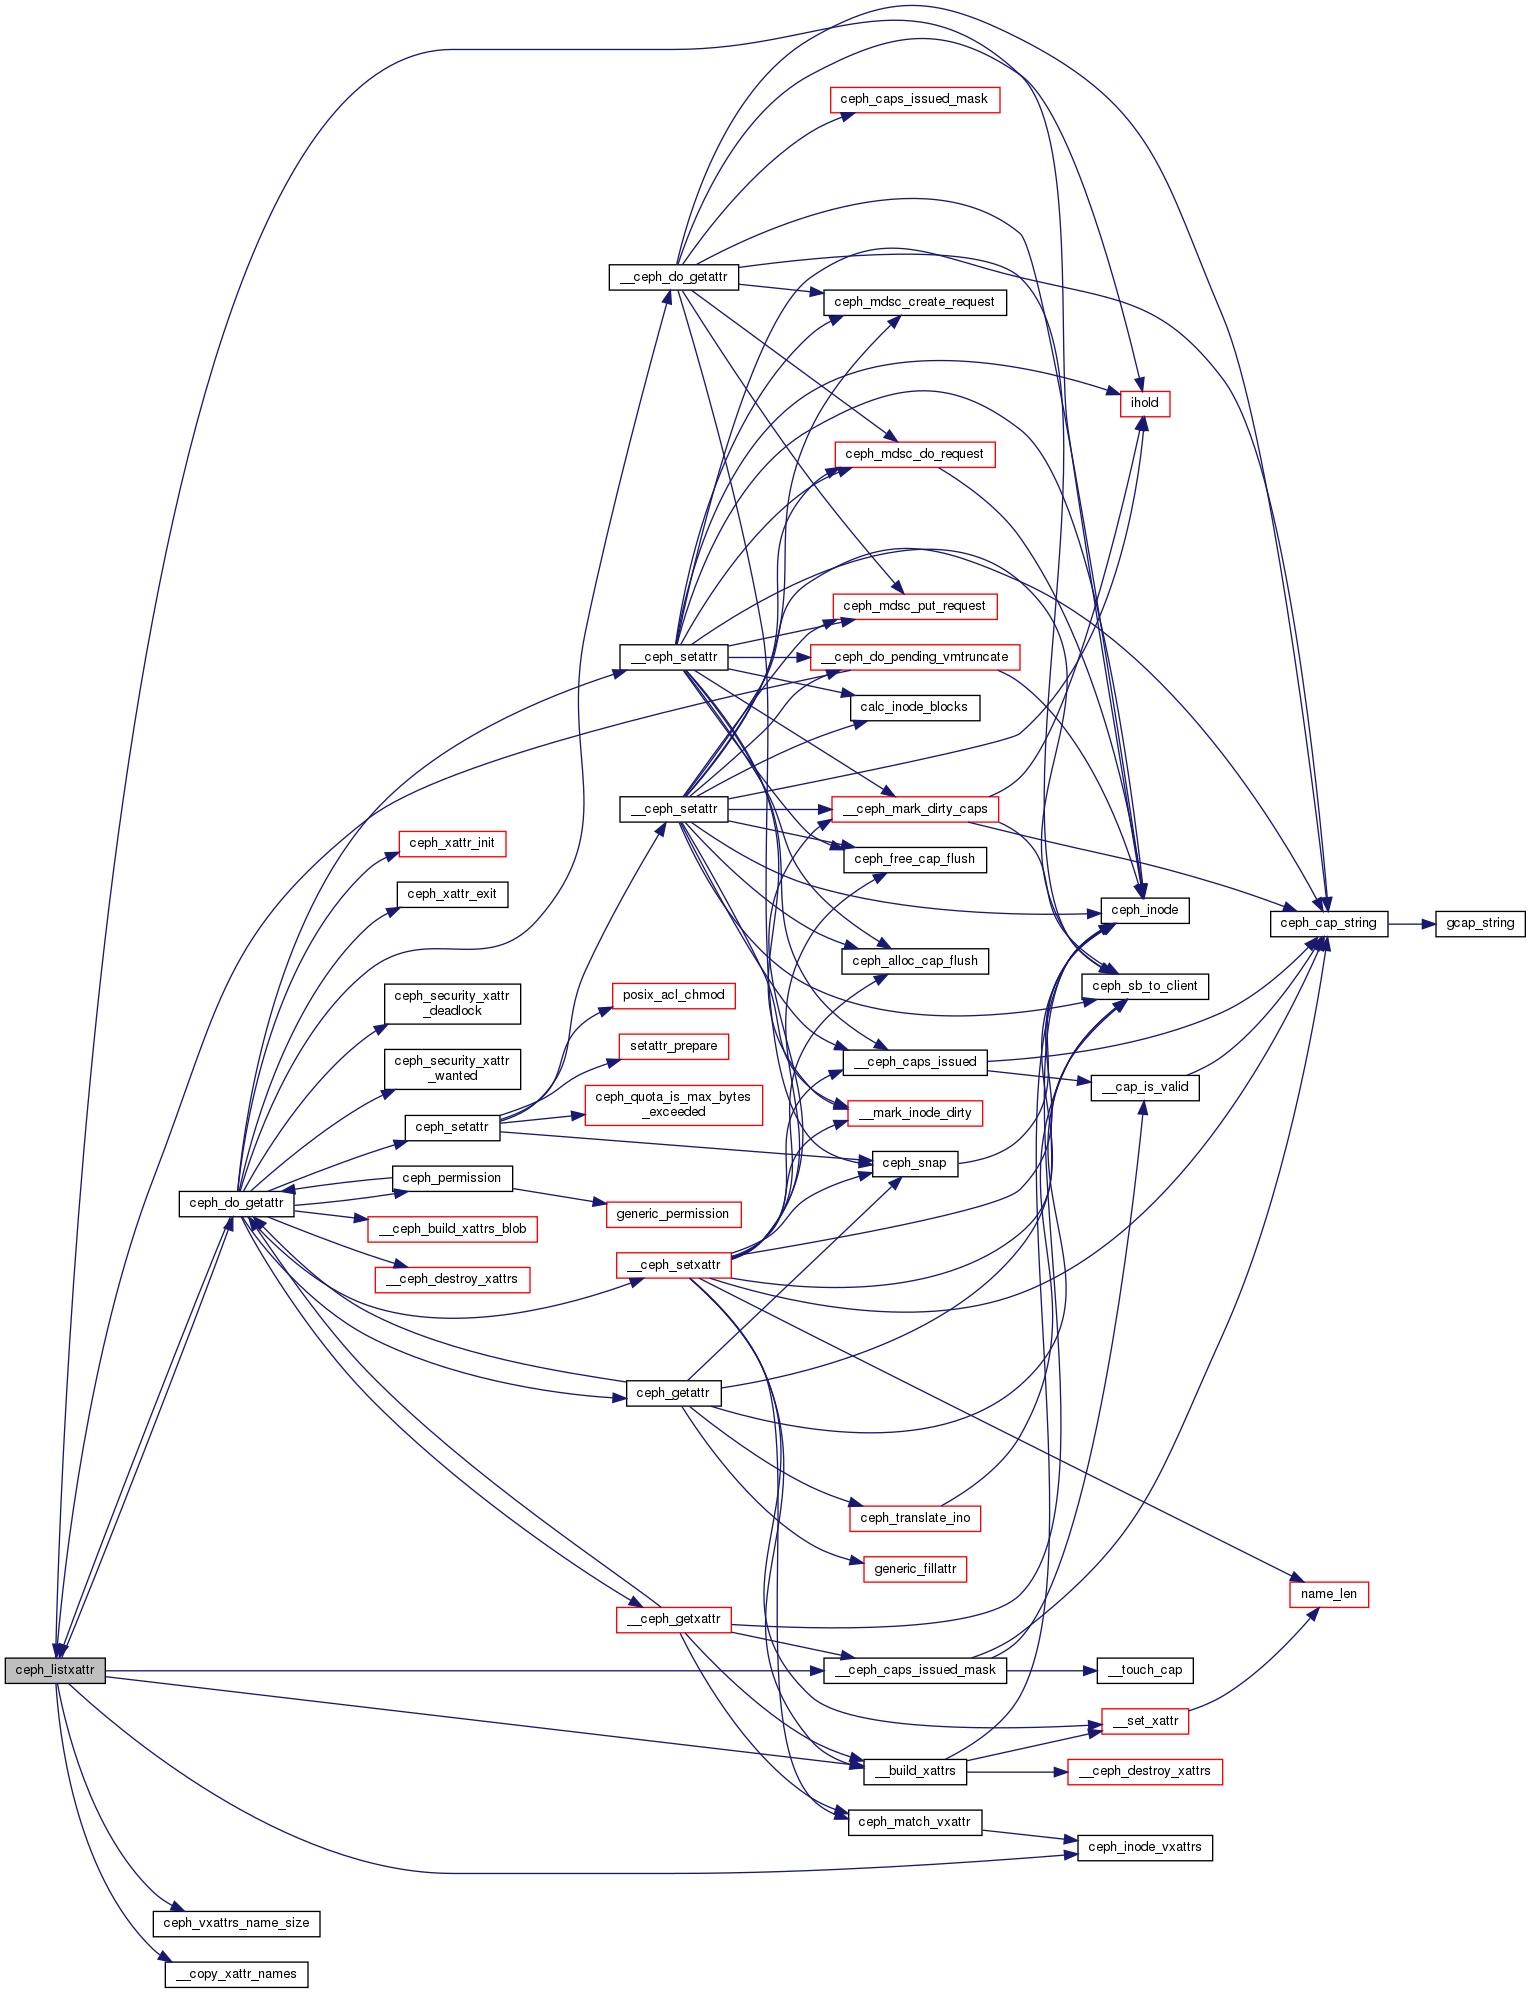 ceph_caps_issued_mask
__ceph_do_getattr
ceph_mdsc_create_request
ihold
ceph_mdsc_do_request
ceph_mdsc_put_request
__ceph_setattr
__ceph_do_pending_vmtruncate
calc_inode_blocks
__ceph_setattr
__ceph_mark_dirty_caps
ceph_xattr_init
ceph_free_cap_flush
ceph_xattr_exit
ceph_inode
ceph_cap_string
gcap_string
ceph_alloc_cap_flush
ceph_sb_to_client
ceph_security_xattr
_deadlock
posix_acl_chmod
setattr_prepare
__ceph_caps_issued
ceph_security_xattr
_wanted
__cap_is_valid
ceph_quota_is_max_bytes
_exceeded
__mark_inode_dirty
ceph_setattr
ceph_snap
ceph_permission
ceph_do_getattr
generic_permission
__ceph_build_xattrs_blob
__ceph_setxattr
__ceph_destroy_xattrs
ceph_getattr
ceph_translate_ino
generic_fillattr
name_len
__ceph_getxattr
ceph_listxattr
__ceph_caps_issued_mask
__touch_cap
__set_xattr
__build_xattrs
__ceph_destroy_xattrs
ceph_match_vxattr
ceph_inode_vxattrs
ceph_vxattrs_name_size
__copy_xattr_names